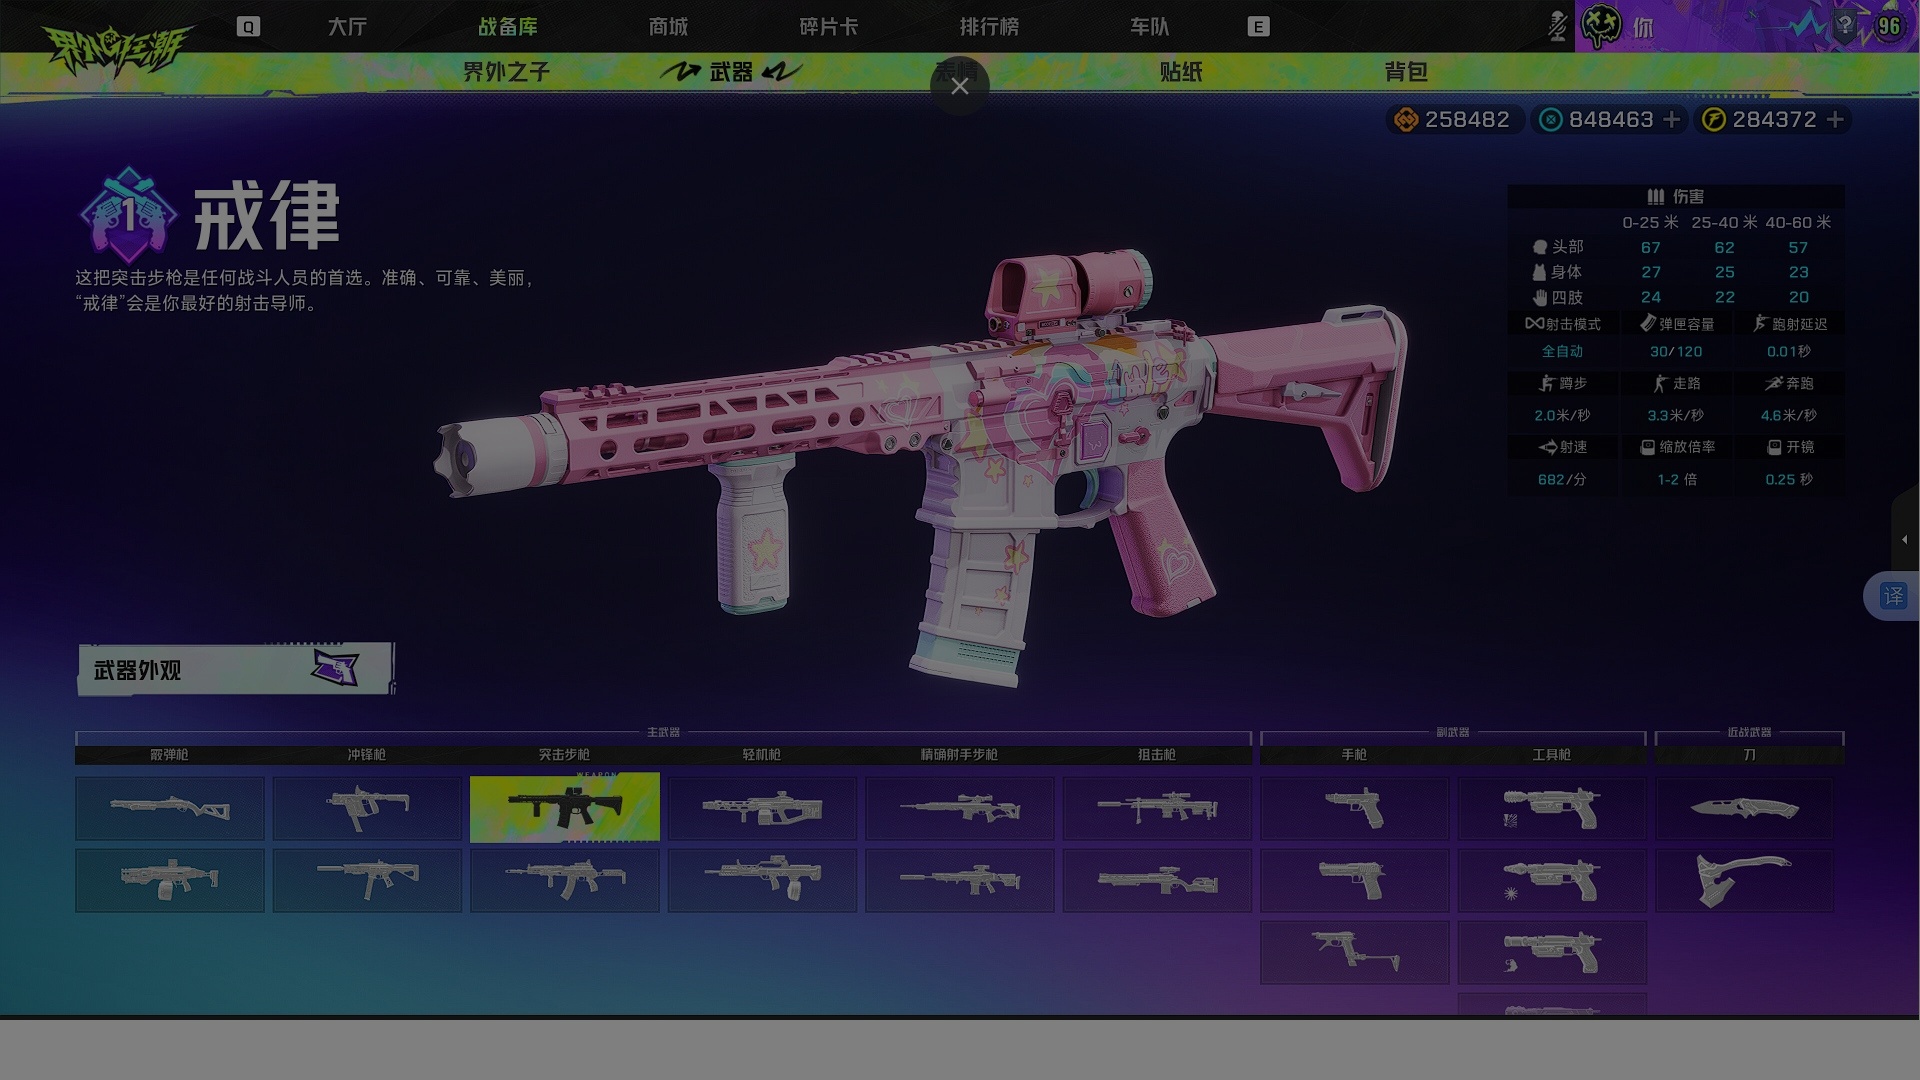 界外狂潮
Q 大厅 战备库 商城 碎片卡 排行榜 车队 E
你 ? 96
界外之子 武器 表情 贴纸 背包
258482 848463 284372
1 戒律
这把突击步枪是任何战斗人员的首选。准确、可靠、美丽，
“戒律”会是你最好的射击导师。
伤害
0-25 米 25-40 米 40-60 米
头部 67 62 57
身体 27 25 23
四肢 24 22 20
射击模式 弹匣容量 跑射延迟
全自动 30/120 0.01秒
蹲步 走路 奔跑
2.0米/秒 3.3米/秒 4.6米/秒
射速 缩放倍率 开镜
682/分 1-2 倍 0.25 秒
译
武器外观
主武器 副武器 近战武器
霰弹枪 冲锋枪 突击步枪 轻机枪 精确射手步枪 狙击枪 手枪 工具枪 刀
WEAPON